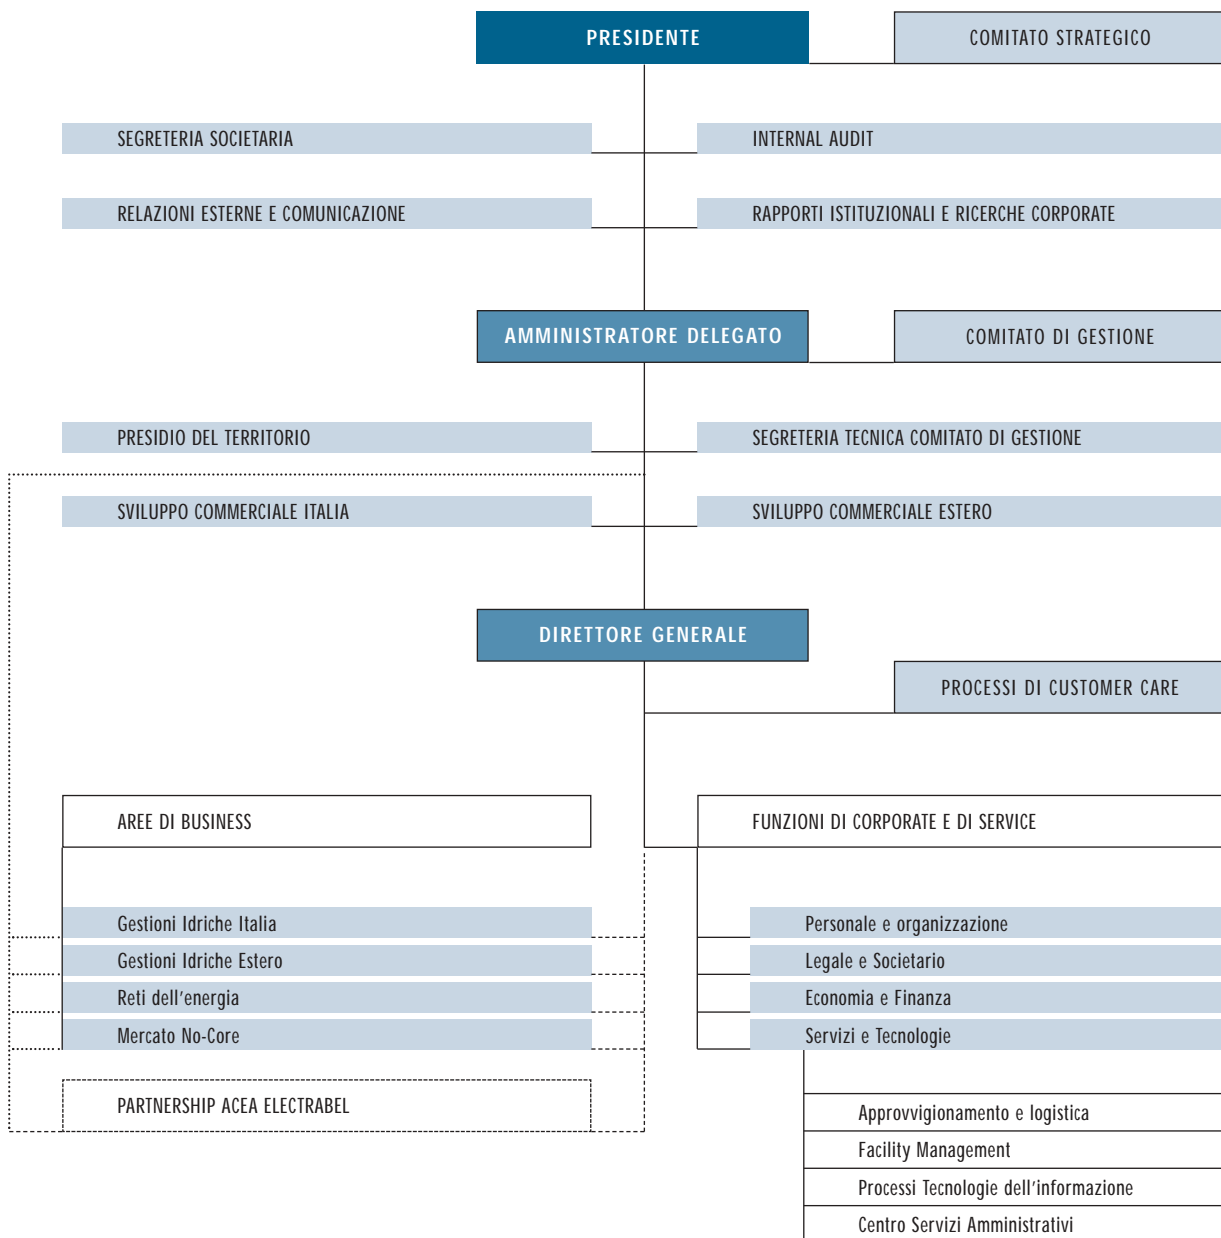 PRESIDENTE
COMITATO STRATEGICO
SEGRETERIA SOCIETARIA
INTERNAL AUDIT
RELAZIONI ESTERNE E COMUNICAZIONE
RAPPORTI ISTITUZIONALI E RICERCHE CORPORATE
AMMINISTRATORE DELEGATO
COMITATO DI GESTIONE
PRESIDIO DEL TERRITORIO
SEGRETERIA TECNICA COMITATO DI GESTIONE
SVILUPPO COMMERCIALE ITALIA
SVILUPPO COMMERCIALE ESTERO
DIRETTORE GENERALE
PROCESSI DI CUSTOMER CARE
AREE DI BUSINESS
Gestioni Idriche Italia
Gestioni Idriche Estero
Reti dell'energia
Mercato No-Core
PARTNERSHIP ACEA ELECTRABEL
FUNZIONI DI CORPORATE E DI SERVICE
Personale e organizzazione
Legale e Societario
Economia e Finanza
Servizi e Tecnologie
Approvvigionamento e logistica
Facility Management
Processi Tecnologie dell'informazione
Centro Servizi Amministrativi